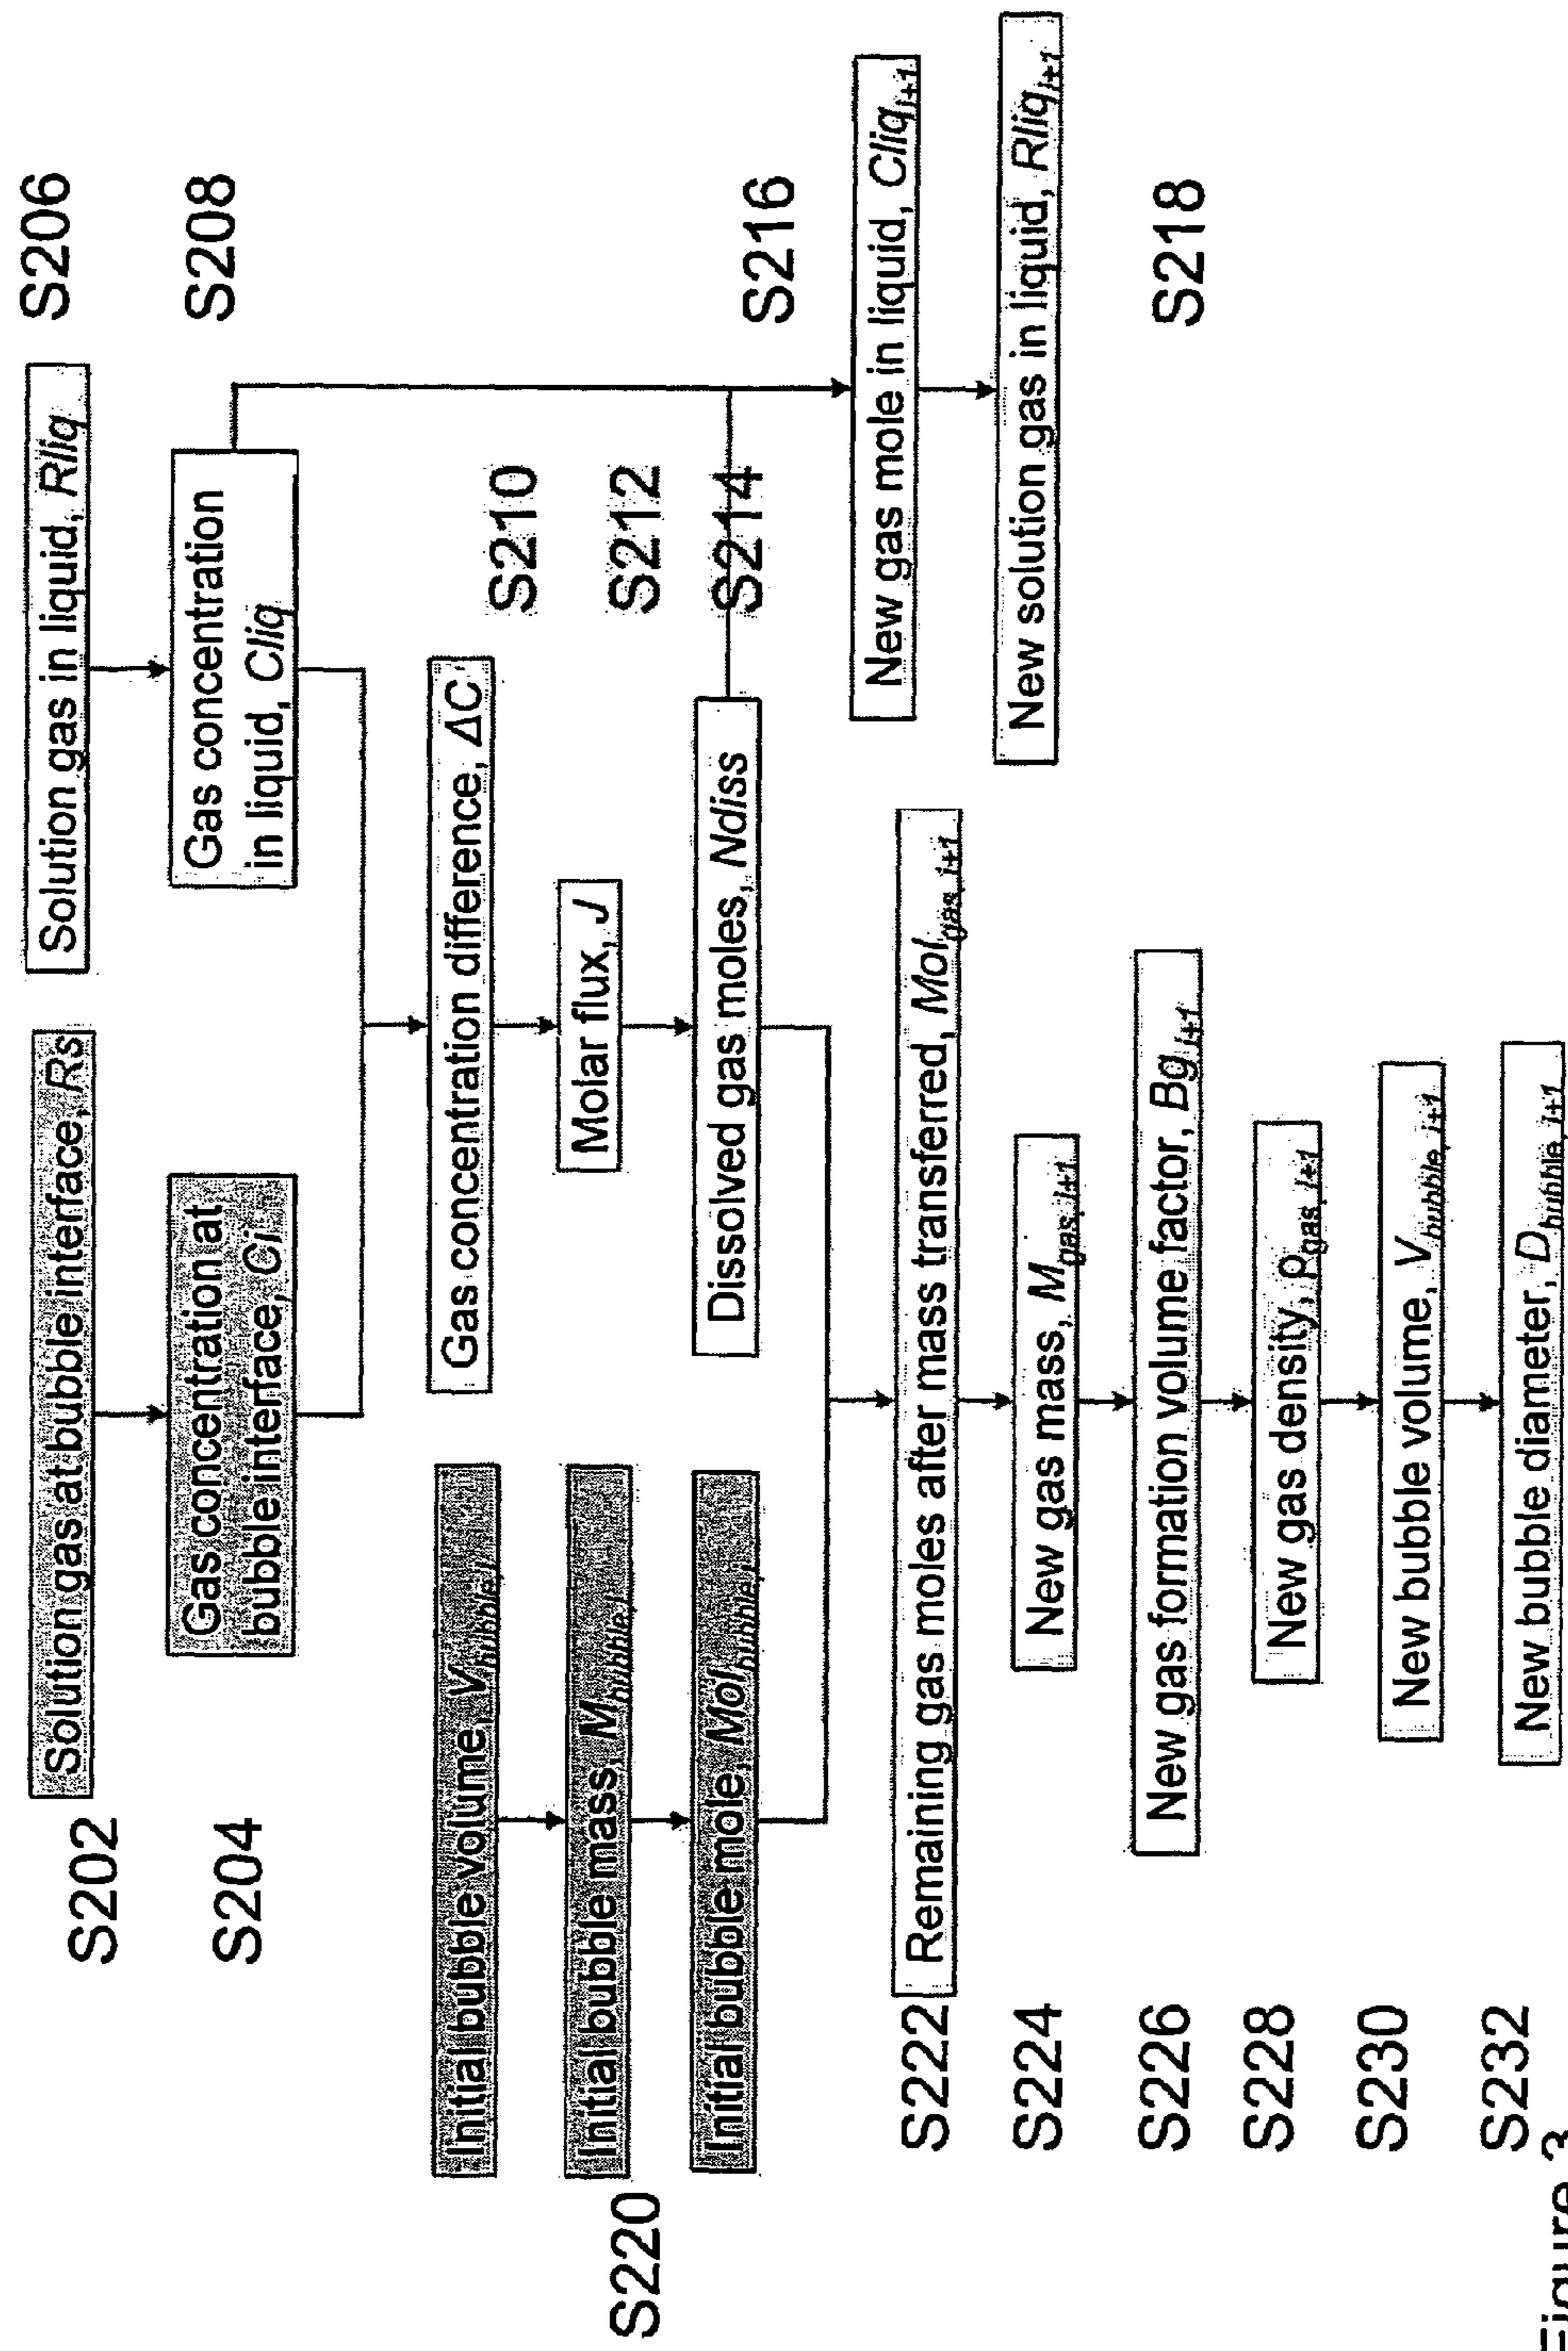 S202
Solution gas at bubble interface, Rs
Solution gas in liquid, Rliq
S206
S204
Gas concentration at
bubble interface, Ci
Gas concentration
in liquid, Cliq
S208
Initial bubble volume, Vbubble,i
Gas concentration difference, ΔC
S210
S220
Initial bubble mass, Mbubble,i
Molar flux, J
S212
Initial bubble mole, Molbubble,i
Dissolved gas moles, Ndiss
S214
S216
S222
Remaining gas moles after mass transferred, Molgas, i+1
New gas mole in liquid, Cliqi+1
S224
New gas mass, Mgas, i+1
New solution gas in liquid, Rliqi+1
S226
New gas formation volume factor, Bg i+1
S218
S228
New gas density, ρgas, i+1
S230
New bubble volume, Vbubble, i+1
S232
New bubble diameter, Dbubble, i+1
Figure 3